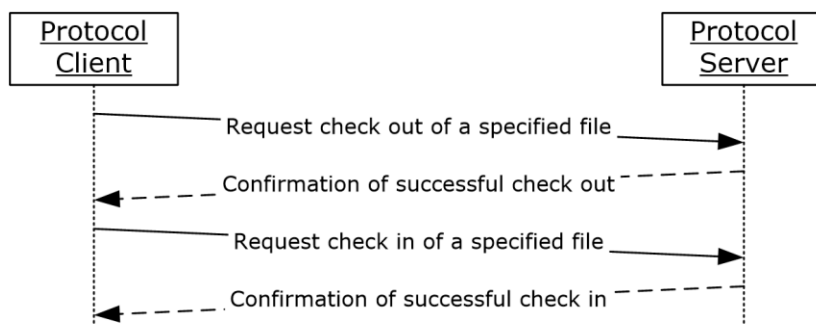 Protocol
Client
Protocol
Server
Request check out of a specified file
Confirmation of successful check out
Request check in of a specified file
Confirmation of successful check in